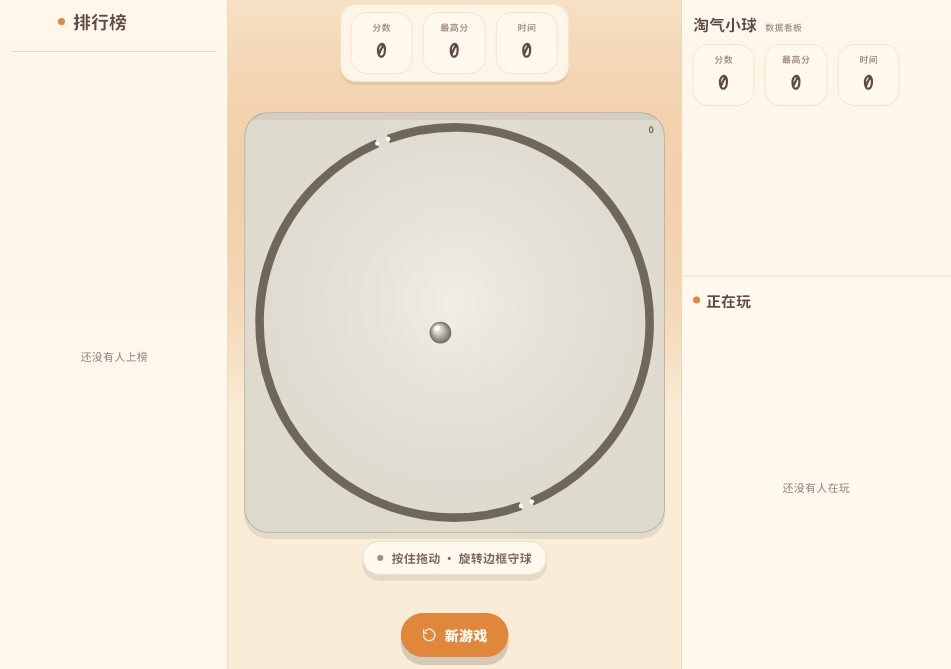 排行榜
还没有人上榜
分数 最高分 时间
0 0 0
0
按住拖动 · 旋转边框守球
新游戏
淘气小球 数据看板
分数 最高分 时间
0 0 0
正在玩
还没有人在玩